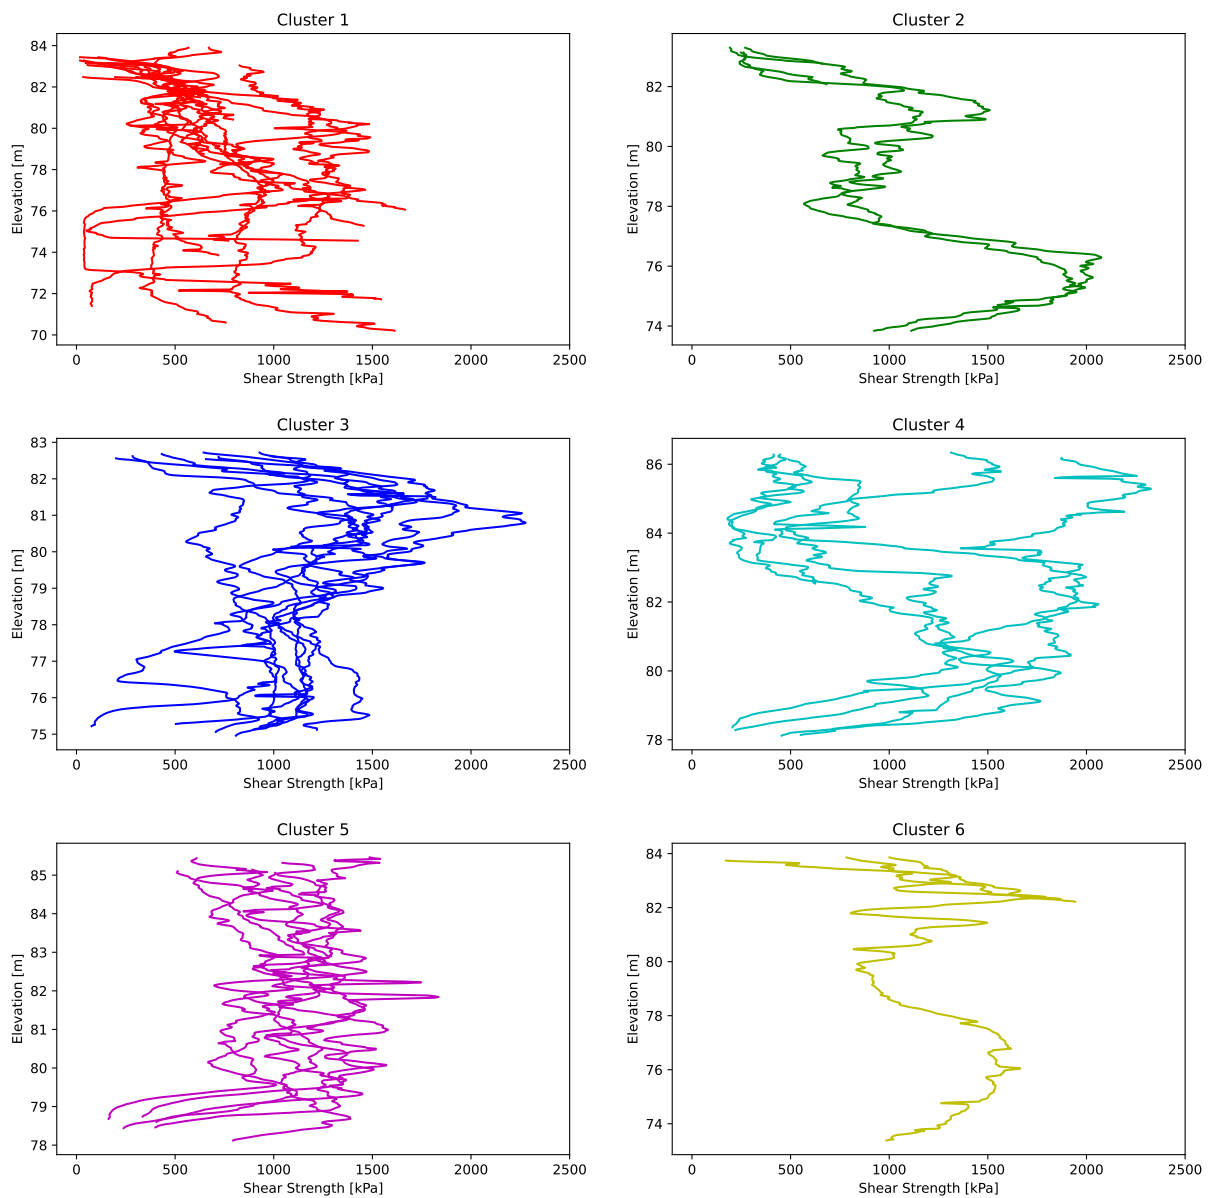 Cluster 1
Elevation [m]
84
82
80
78
76
74
72
70
0 500 1000 1500 2000 2500
Shear Strength [kPa]
Cluster 2
Elevation [m]
82
80
78
76
74
0 500 1000 1500 2000 2500
Shear Strength [kPa]
Cluster 3
Elevation [m]
83
82
81
80
79
78
77
76
75
0 500 1000 1500 2000 2500
Shear Strength [kPa]
Cluster 4
Elevation [m]
86
84
82
80
78
0 500 1000 1500 2000 2500
Shear Strength [kPa]
Cluster 5
Elevation [m]
85
84
83
82
81
80
79
78
0 500 1000 1500 2000 2500
Shear Strength [kPa]
Cluster 6
Elevation [m]
84
82
80
78
76
74
0 500 1000 1500 2000 2500
Shear Strength [kPa]